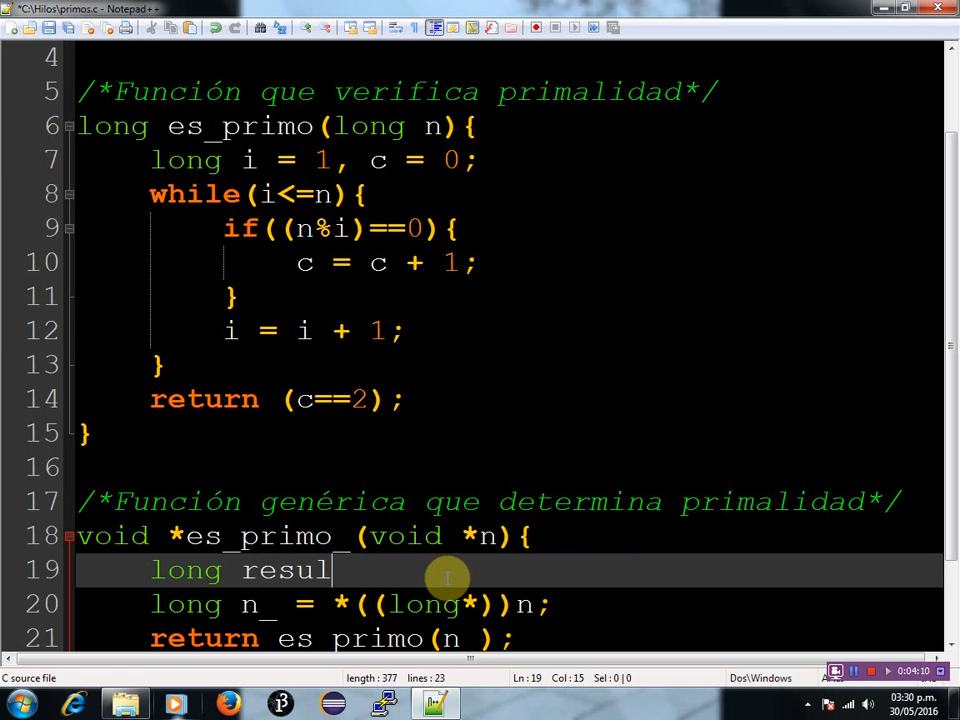 *C:\Hilos\primos.c - Notepad++
4
5 /*Función que verifica primalidad*/
6 long es_primo(long n){
7 long i = 1, c = 0;
8 while(i<=n){
9 if((n%i)==0){
10 c = c + 1;
11 }
12 i = i + 1;
13 }
14 return (c==2);
15 }
16
17 /*Función genérica que determina primalidad*/
18 void *es_primo_(void *n){
19 long resul
20 long n_ = *((long*))n;
21 return es_primo(n_);
C source file length : 377 lines : 23 Ln : 19 Col : 15 Sel : 0 | 0 Dos\Windows
0:04:10
03:30 p.m.
30/05/2016